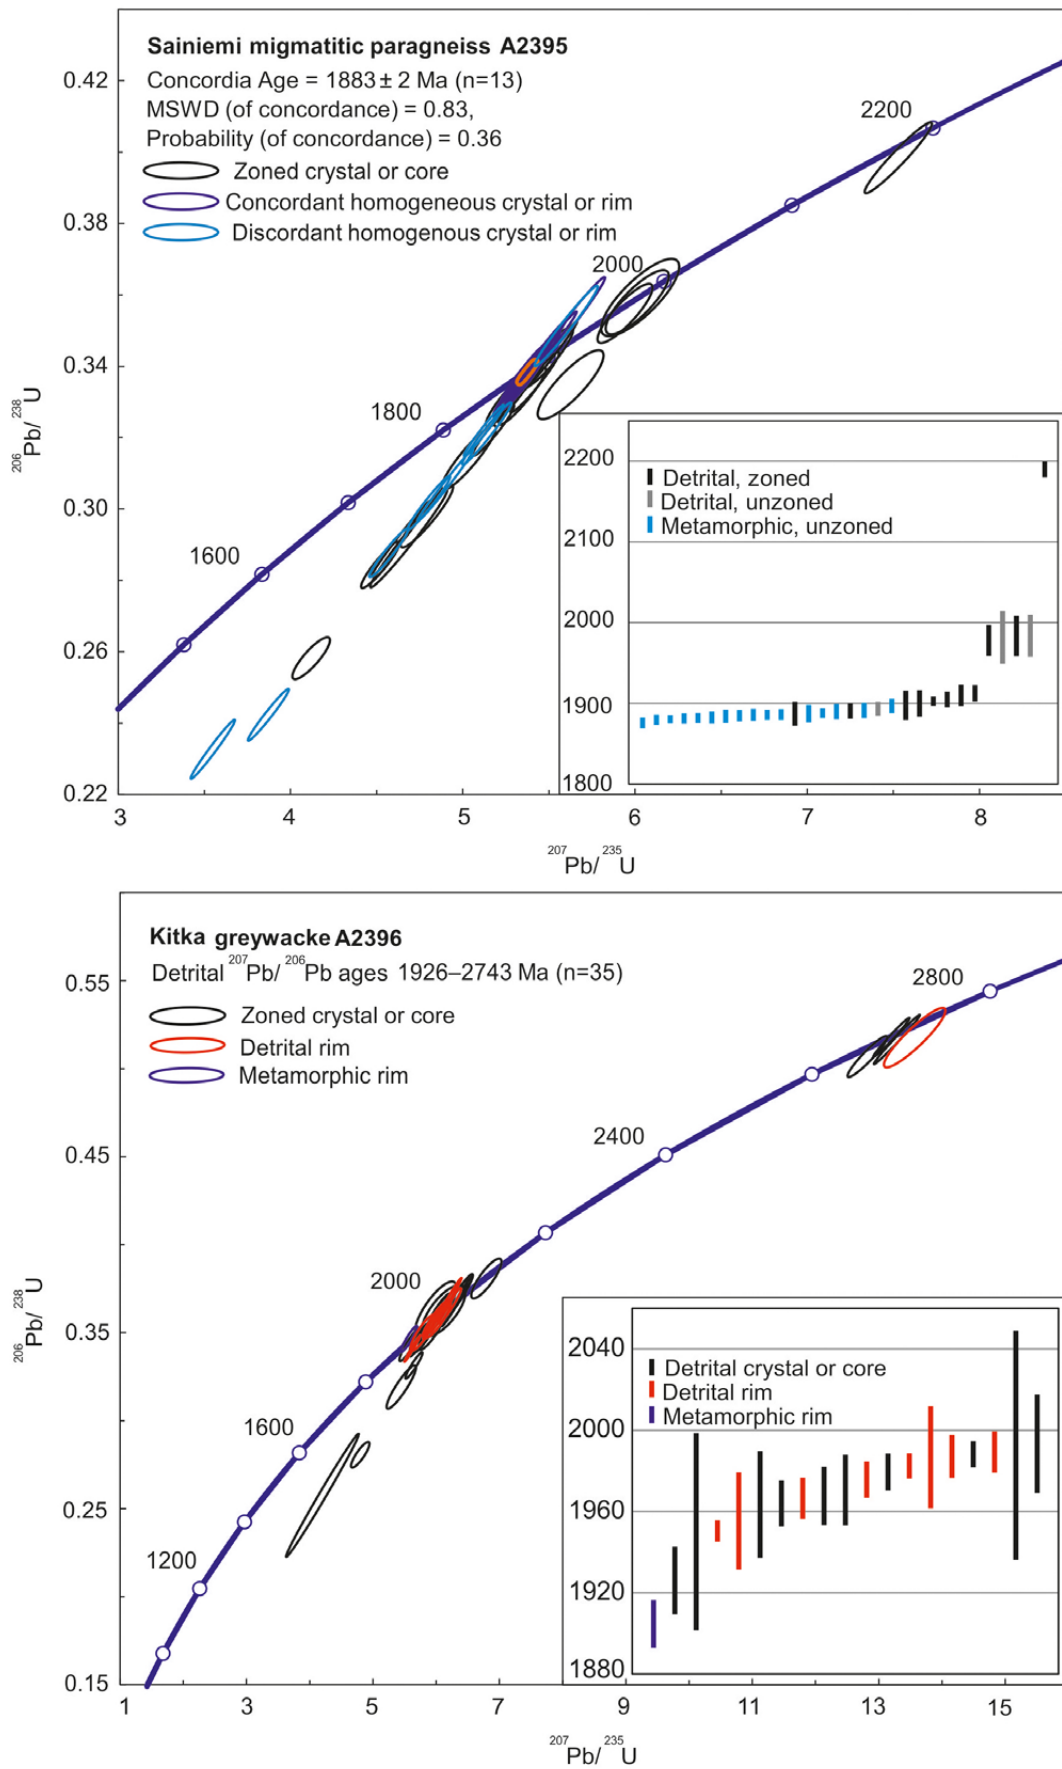 Sainiemi migmatitic paragneiss A2395
Concordia Age = 1883 ± 2 Ma (n=13)
MSWD (of concordance) = 0.83,
Probability (of concordance) = 0.36
Zoned crystal or core
Concordant homogeneous crystal or rim
Discordant homogenous crystal or rim
2200
2000
1800
1600
0.42
0.38
0.34
0.30
0.26
0.22
206Pb/ 238U
3 4 5 6 7 8
207Pb/ 235U
2200
2100
2000
1900
1800
Detrital, zoned
Detrital, unzoned
Metamorphic, unzoned
Kitka greywacke A2396
Detrital 207Pb/ 206Pb ages 1926–2743 Ma (n=35)
Zoned crystal or core
Detrital rim
Metamorphic rim
2800
2400
2000
1600
1200
0.55
0.45
0.35
0.25
0.15
206Pb/ 238U
1 3 5 7 9 11 13 15
207Pb/ 235U
2040
2000
1960
1920
1880
Detrital crystal or core
Detrital rim
Metamorphic rim